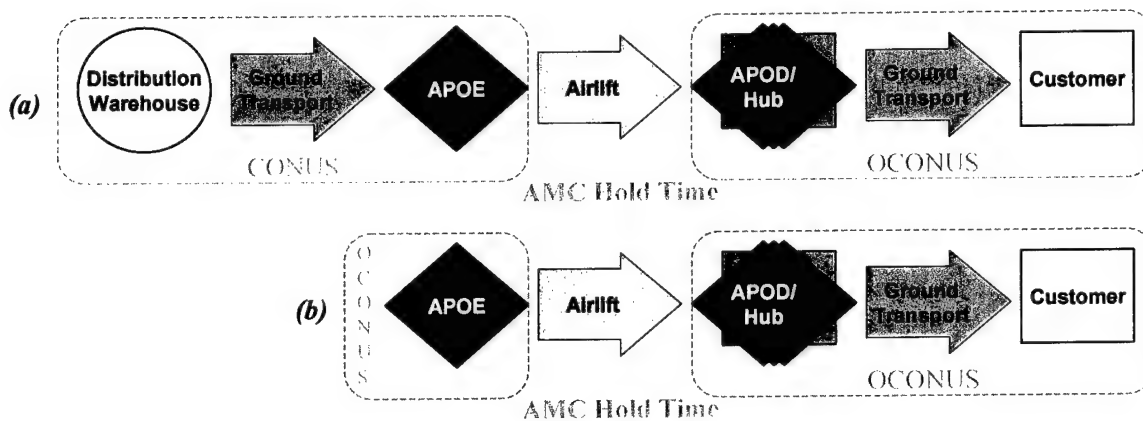 (a)
Distribution
Warehouse
Ground
Transport
APOE
Airlift
APOD/
Hub
Ground
Transport
Customer
CONUS
OCONUS
AMC Hold Time
(b)
OCONUS
APOE
Airlift
APOD/
Hub
Ground
Transport
Customer
OCONUS
AMC Hold Time